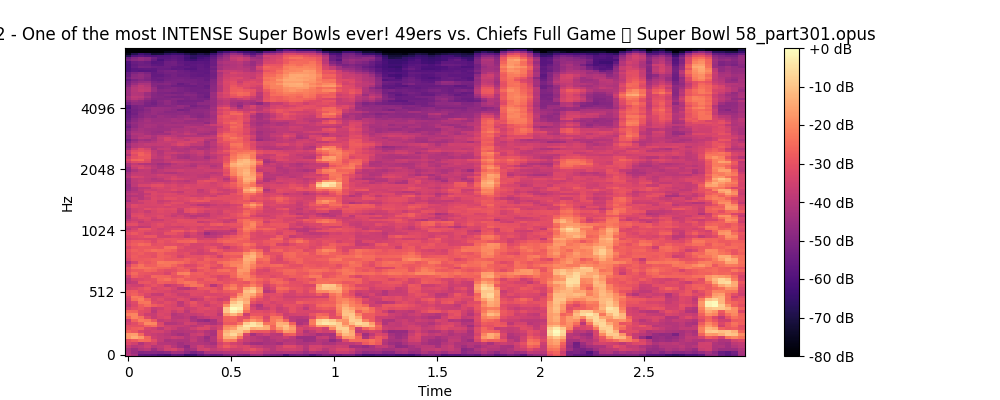 2 - One of the most INTENSE Super Bowls ever! 49ers vs. Chiefs Full Game  Super Bowl 58_part301.opus
+0 dB
-10 dB
-20 dB
-30 dB
-40 dB
-50 dB
-60 dB
-70 dB
-80 dB
4096
2048
1024
512
0
Hz
0
0.5
1
1.5
2
2.5
Time